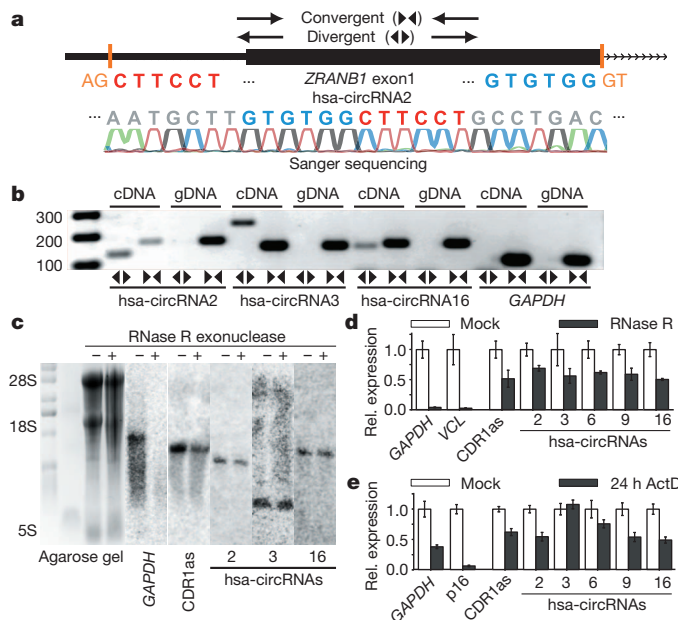 a
Convergent (▶◀)
Divergent (◀▶)
AG CTTCCT ... ZRANB1 exon1 ... GTGTGG GT
hsa-circRNA2
... AATGCTTGTGTGGCTTCCTGCCTGAC ...
Sanger sequencing
b
cDNA gDNA cDNA gDNA cDNA gDNA cDNA gDNA
300
200
100
hsa-circRNA2 hsa-circRNA3 hsa-circRNA16 GAPDH
c
RNase R exonuclease
– + – + – + – + – + – +
28S
18S
5S
Agarose gel GAPDH CDR1as 2 3 16
hsa-circRNAs
d
Mock RNase R
Rel. expression
1.0
0.5
0.0
GAPDH VCL CDR1as 2 3 6 9 16
hsa-circRNAs
e
Mock 24 h ActD
Rel. expression
1.0
0.5
0.0
GAPDH p16 CDR1as 2 3 6 9 16
hsa-circRNAs